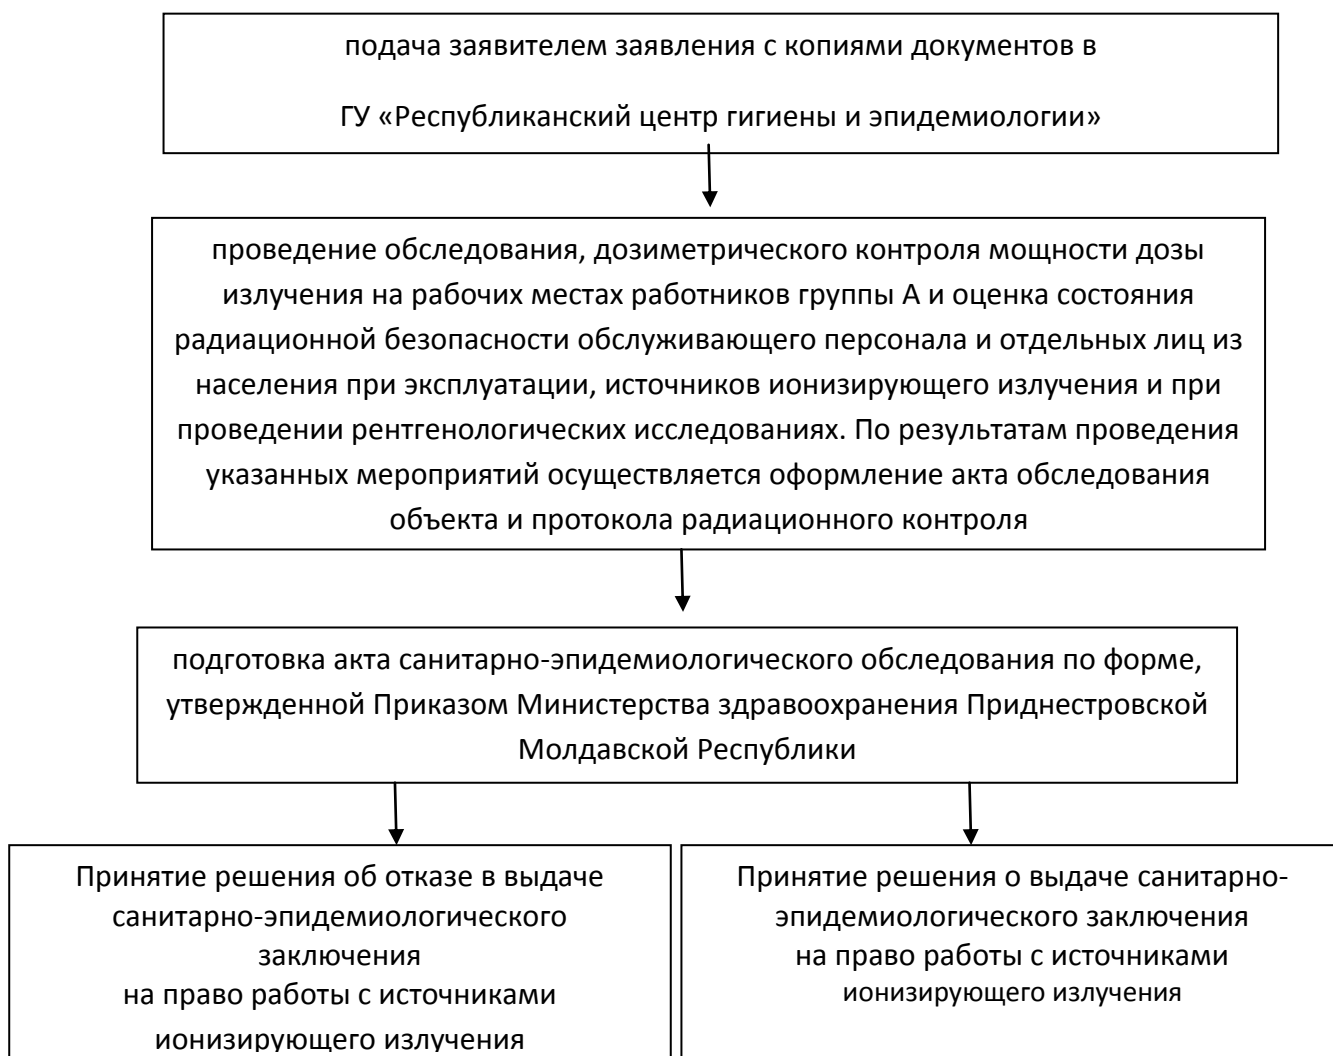 подача заявителем заявления с копиями документов в
ГУ «Республиканский центр гигиены и эпидемиологии»
проведение обследования, дозиметрического контроля мощности дозы
излучения на рабочих местах работников группы А и оценка состояния
радиационной безопасности обслуживающего персонала и отдельных лиц из
населения при эксплуатации, источников ионизирующего излучения и при
проведении рентгенологических исследованиях. По результатам проведения
указанных мероприятий осуществляется оформление акта обследования
объекта и протокола радиационного контроля
подготовка акта санитарно-эпидемиологического обследования по форме,
утвержденной Приказом Министерства здравоохранения Приднестровской
Молдавской Республики
Принятие решения об отказе в выдаче
санитарно-эпидемиологического
заключения
на право работы с источниками
ионизирующего излучения
Принятие решения о выдаче санитарно-
эпидемиологического заключения
на право работы с источниками
ионизирующего излучения